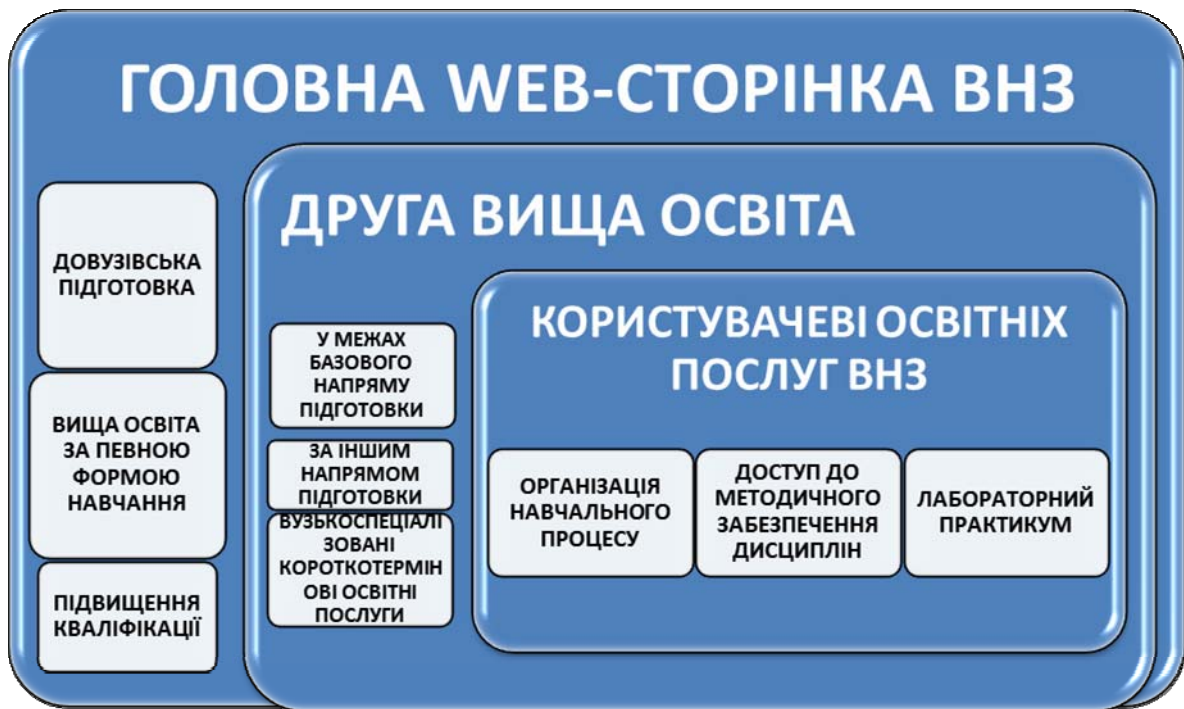 ГОЛОВНА WEB-СТОРІНКА ВНЗ
ДОВУЗІВСЬКА
ПІДГОТОВКА
ВИЩА ОСВІТА
ЗА ПЕВНОЮ
ФОРМОЮ
НАВЧАННЯ
ПІДВИЩЕННЯ
КВАЛІФІКАЦІЇ
ДРУГА ВИЩА ОСВІТА
У МЕЖАХ
БАЗОВОГО
НАПРЯМУ
ПІДГОТОВКИ
ЗА ІНШИМ
НАПРЯМОМ
ПІДГОТОВКИ
ВУЗЬКОСПЕЦІАЛІ
ЗОВАНІ
КОРОТКОТЕРМІН
ОВІ ОСВІТНІ
ПОСЛУГИ
КОРИСТУВАЧЕВІ ОСВІТНІХ
ПОСЛУГ ВНЗ
ОРГАНІЗАЦІЯ
НАВЧАЛЬНОГО
ПРОЦЕСУ
ДОСТУП ДО
МЕТОДИЧНОГО
ЗАБЕЗПЕЧЕННЯ
ДИСЦИПЛІН
ЛАБОРАТОРНИЙ
ПРАКТИКУМ